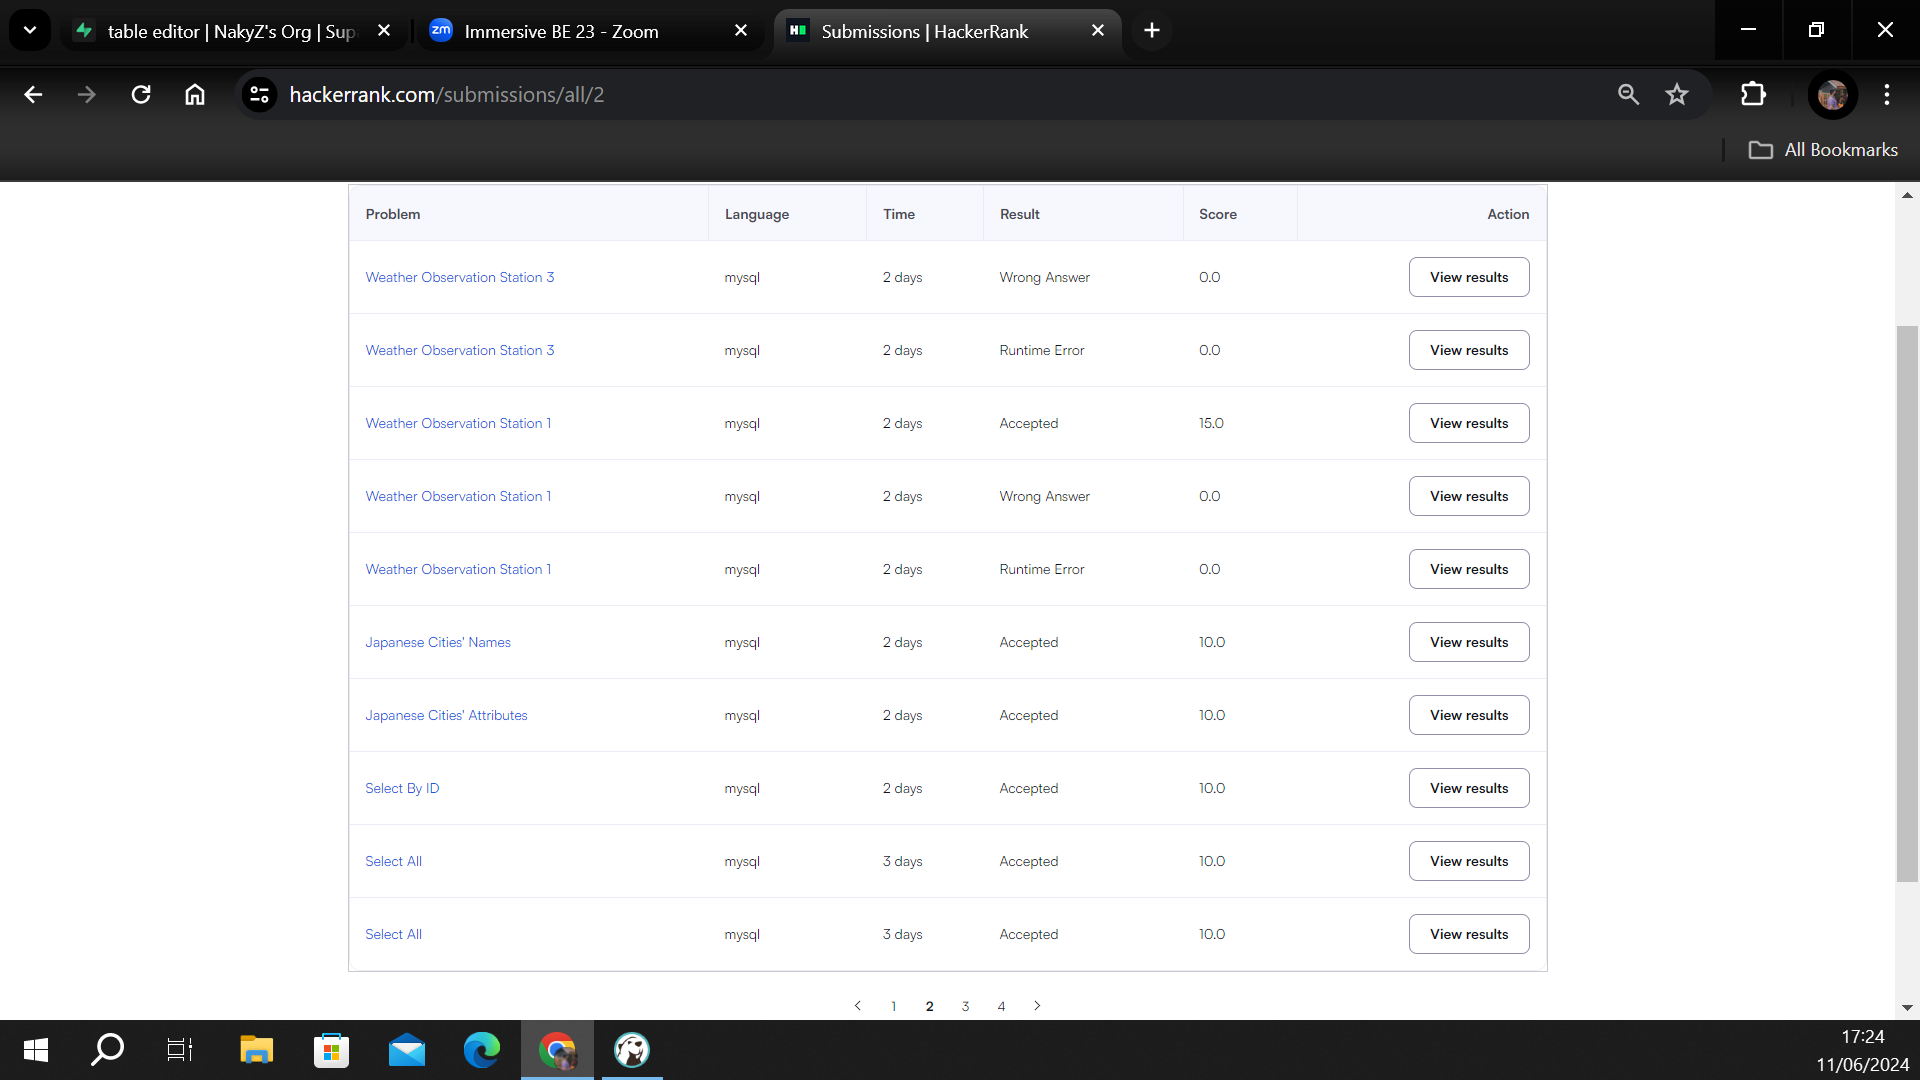 table editor | NakyZ's Org | Sup
Immersive BE 23 - Zoom
Submissions | HackerRank
hackerrank.com/submissions/all/2
All Bookmarks
Problem Language Time Result Score Action
Weather Observation Station 3 mysql 2 days Wrong Answer 0.0 View results
Weather Observation Station 3 mysql 2 days Runtime Error 0.0 View results
Weather Observation Station 1 mysql 2 days Accepted 15.0 View results
Weather Observation Station 1 mysql 2 days Wrong Answer 0.0 View results
Weather Observation Station 1 mysql 2 days Runtime Error 0.0 View results
Japanese Cities' Names mysql 2 days Accepted 10.0 View results
Japanese Cities' Attributes mysql 2 days Accepted 10.0 View results
Select By ID mysql 2 days Accepted 10.0 View results
Select All mysql 3 days Accepted 10.0 View results
Select All mysql 3 days Accepted 10.0 View results
1 2 3 4
17:24
11/06/2024